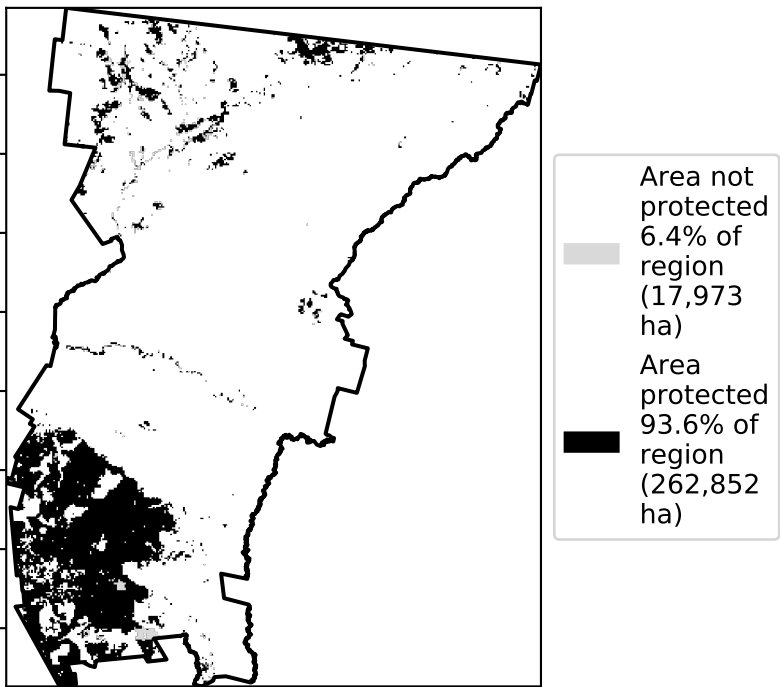 Area not
protected
6.4% of
region
(17,973
ha)
Area
protected
93.6% of
region
(262,852
ha)